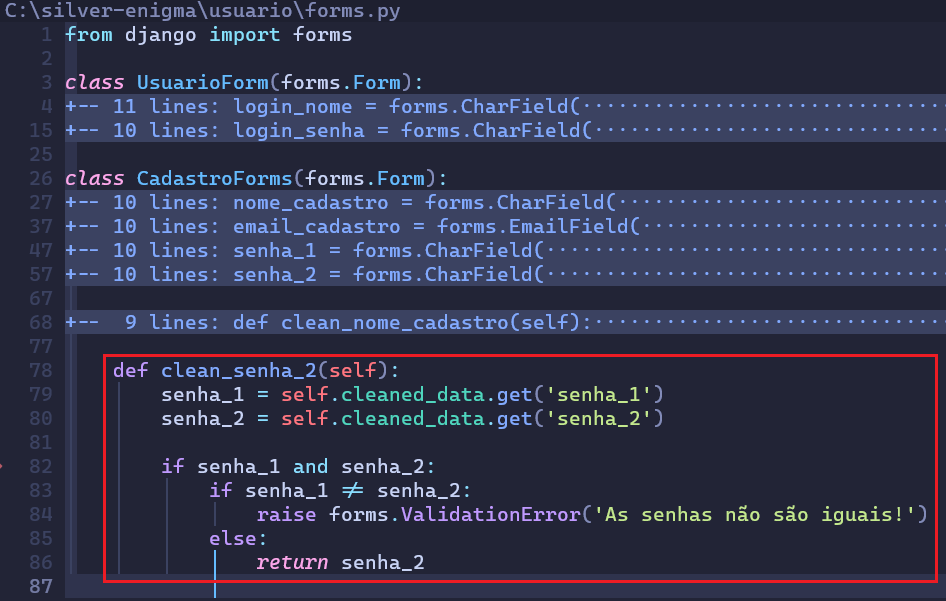 C:\silver-enigma\usuario\forms.py
1 from django import forms
2
3 class UsuarioForm(forms.Form):
4 +-- 11 lines: login_nome = forms.CharField(································
15 +-- 10 lines: login_senha = forms.CharField(·······························
25
26 class CadastroForms(forms.Form):
27 +-- 10 lines: nome_cadastro = forms.CharField(·····························
37 +-- 10 lines: email_cadastro = forms.EmailField(···························
47 +-- 10 lines: senha_1 = forms.CharField(···································
57 +-- 10 lines: senha_2 = forms.CharField(···································
67
68 +--  9 lines: def clean_nome_cadastro(self):·······························
77
78 def clean_senha_2(self):
79 senha_1 = self.cleaned_data.get('senha_1')
80 senha_2 = self.cleaned_data.get('senha_2')
81
82 if senha_1 and senha_2:
83 if senha_1 != senha_2:
84 raise forms.ValidationError('As senhas não são iguais!')
85 else:
86 return senha_2
87